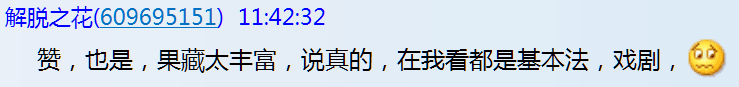 解脱之花(609695151) 11:42:32
赞，也是，果藏太丰富，说真的，在我看都是基本法，戏剧，